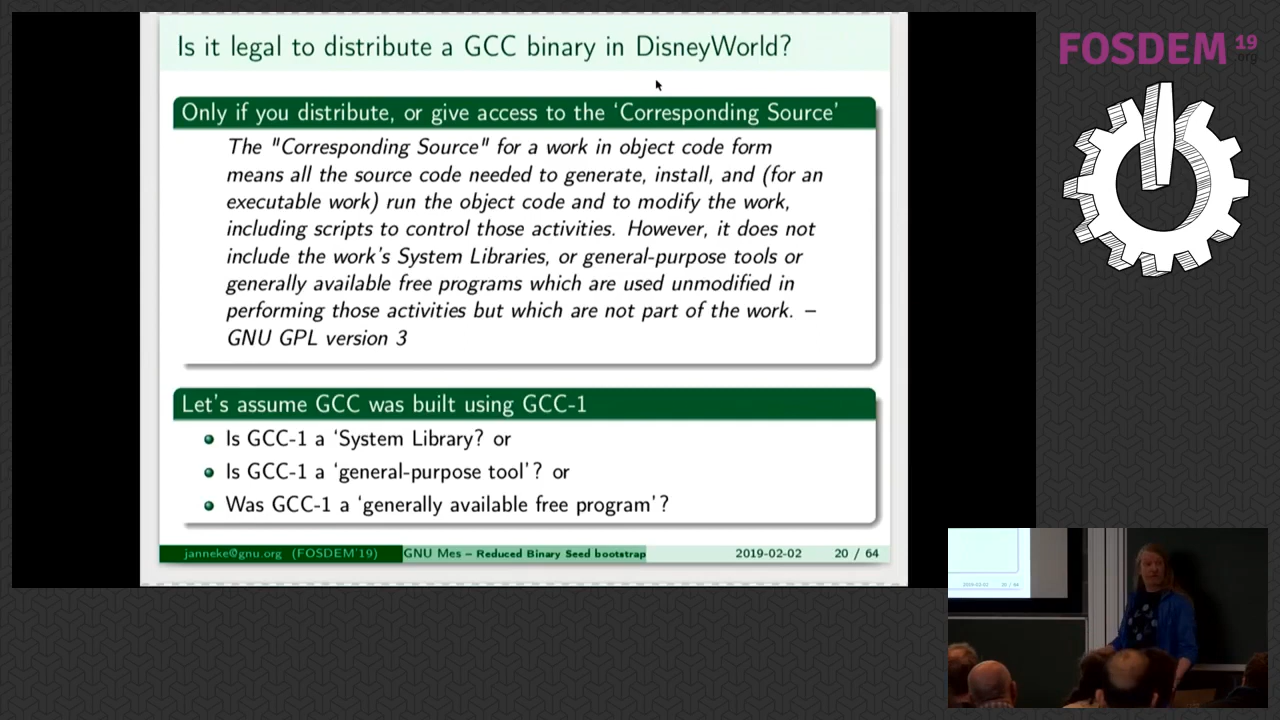 Is it legal to distribute a GCC binary in DisneyWorld?
Only if you distribute, or give access to the ‘Corresponding Source’
The "Corresponding Source" for a work in object code form
means all the source code needed to generate, install, and (for an
executable work) run the object code and to modify the work,
including scripts to control those activities. However, it does not
include the work's System Libraries, or general-purpose tools or
generally available free programs which are used unmodified in
performing those activities but which are not part of the work. –
GNU GPL version 3
Let's assume GCC was built using GCC-1
Is GCC-1 a ‘System Library? or
Is GCC-1 a ‘general-purpose tool’? or
Was GCC-1 a ‘generally available free program’?
janneke@gnu.org (FOSDEM'19) GNU Mes – Reduced Binary Seed bootstrap 2019-02-02 20 / 64
FOSDEM 19
.org